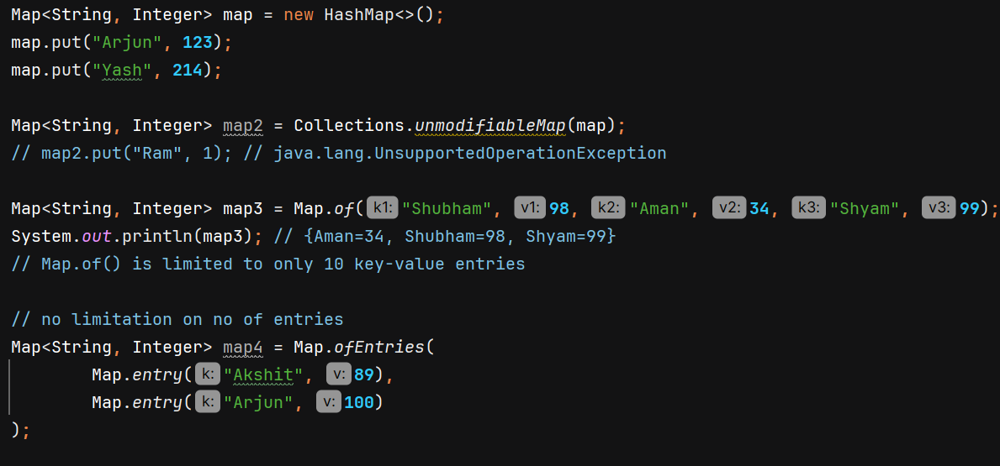 Map<String, Integer> map = new HashMap<>();
map.put("Arjun", 123);
map.put("Yash", 214);
Map<String, Integer> map2 = Collections.unmodifiableMap(map);
// map2.put("Ram", 1); // java.lang.UnsupportedOperationException
Map<String, Integer> map3 = Map.of( k1: "Shubham", v1: 98, k2: "Aman", v2: 34, k3: "Shyam", v3: 99);
System.out.println(map3); // {Aman=34, Shubham=98, Shyam=99}
// Map.of() is limited to only 10 key-value entries
// no limitation on no of entries
Map<String, Integer> map4 = Map.ofEntries(
Map.entry( k: "Akshit", v: 89),
Map.entry( k: "Arjun", v: 100)
);